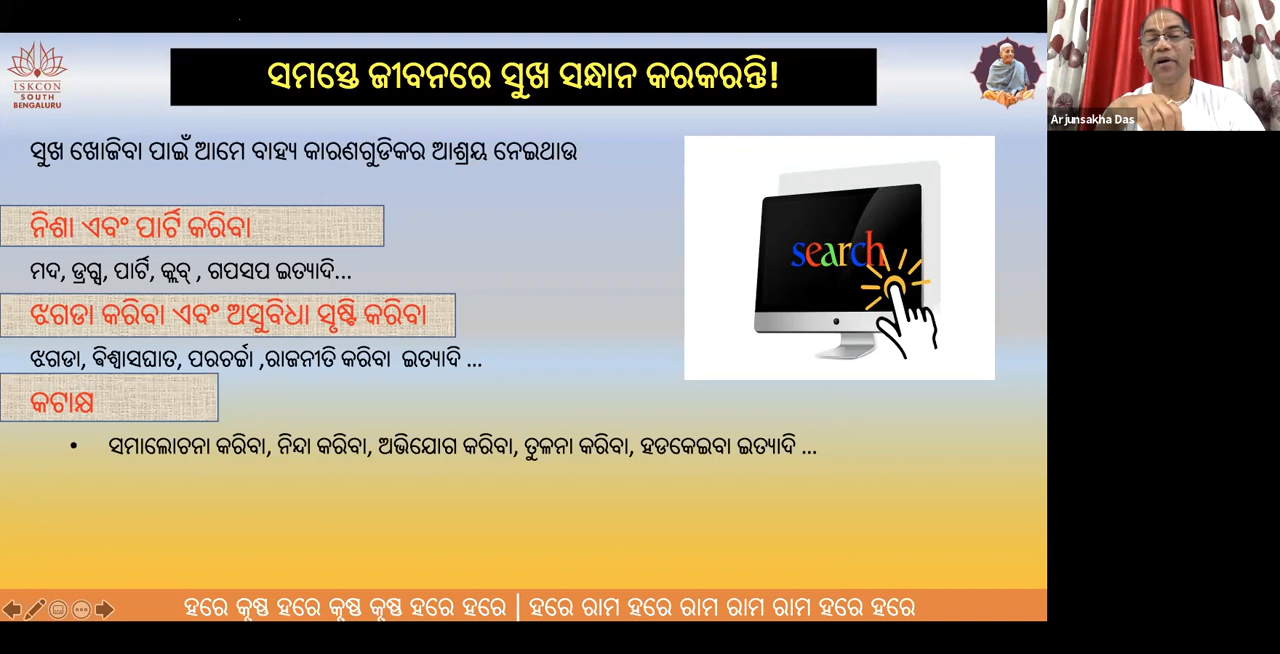 ISKCON
SOUTH
BENGALURU
ସମସ୍ତେ ଜୀବନରେ ସୁଖ ସନ୍ଧାନ କରକରନ୍ତି!
Arjunsakha Das
ସୁଖ ଖୋଜିବା ପାଇଁ ଆମେ ବାହ୍ୟ କାରଣଗୁଡିକର ଆଶ୍ରୟ ନେଇଥାଉ
ନିଶା ଏବଂ ପାର୍ଟି କରିବା
ମଦ, ଡ୍ରଗ୍ସ, ପାର୍ଟି, କ୍ଲବ୍ , ଗପସପ ଇତ୍ୟାଦି...
search
ଝଗଡା କରିବା ଏବଂ ଅସୁବିଧା ସୃଷ୍ଟି କରିବା
ଝଗଡା, ଵିଶ୍ଵାସଘାତ, ପରଚର୍ଚ୍ଚା ,ରାଜନୀତି କରିବା ଇତ୍ୟାଦି ...
କଟାକ୍ଷ
• ସମାଲୋଚନା କରିବା, ନିନ୍ଦା କରିବା, ଅଭିଯୋଗ କରିବା, ତୁଳନା କରିବା, ହଡକେଇବା ଇତ୍ୟାଦି ...
ହରେ କୃଷ୍ଣ ହରେ କୃଷ୍ଣ କୃଷ୍ଣ ହରେ ହରେ | ହରେ ରାମ ହରେ ରାମ ରାମ ରାମ ହରେ ହରେ